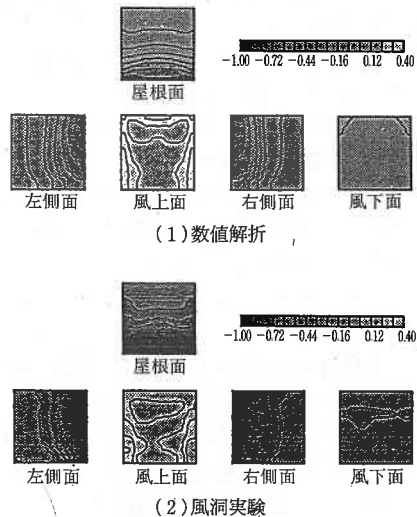 -1.00 -0.72 -0.44 -0.16 0.12 0.40
屋根面
左側面 風上面 右側面 風下面
(1)数値解折
-1.00 -0.72 -0.44 -0.16 0.12 0.40
屋根面
左側面 風上面 右側面 風下面
(2)風洞実験